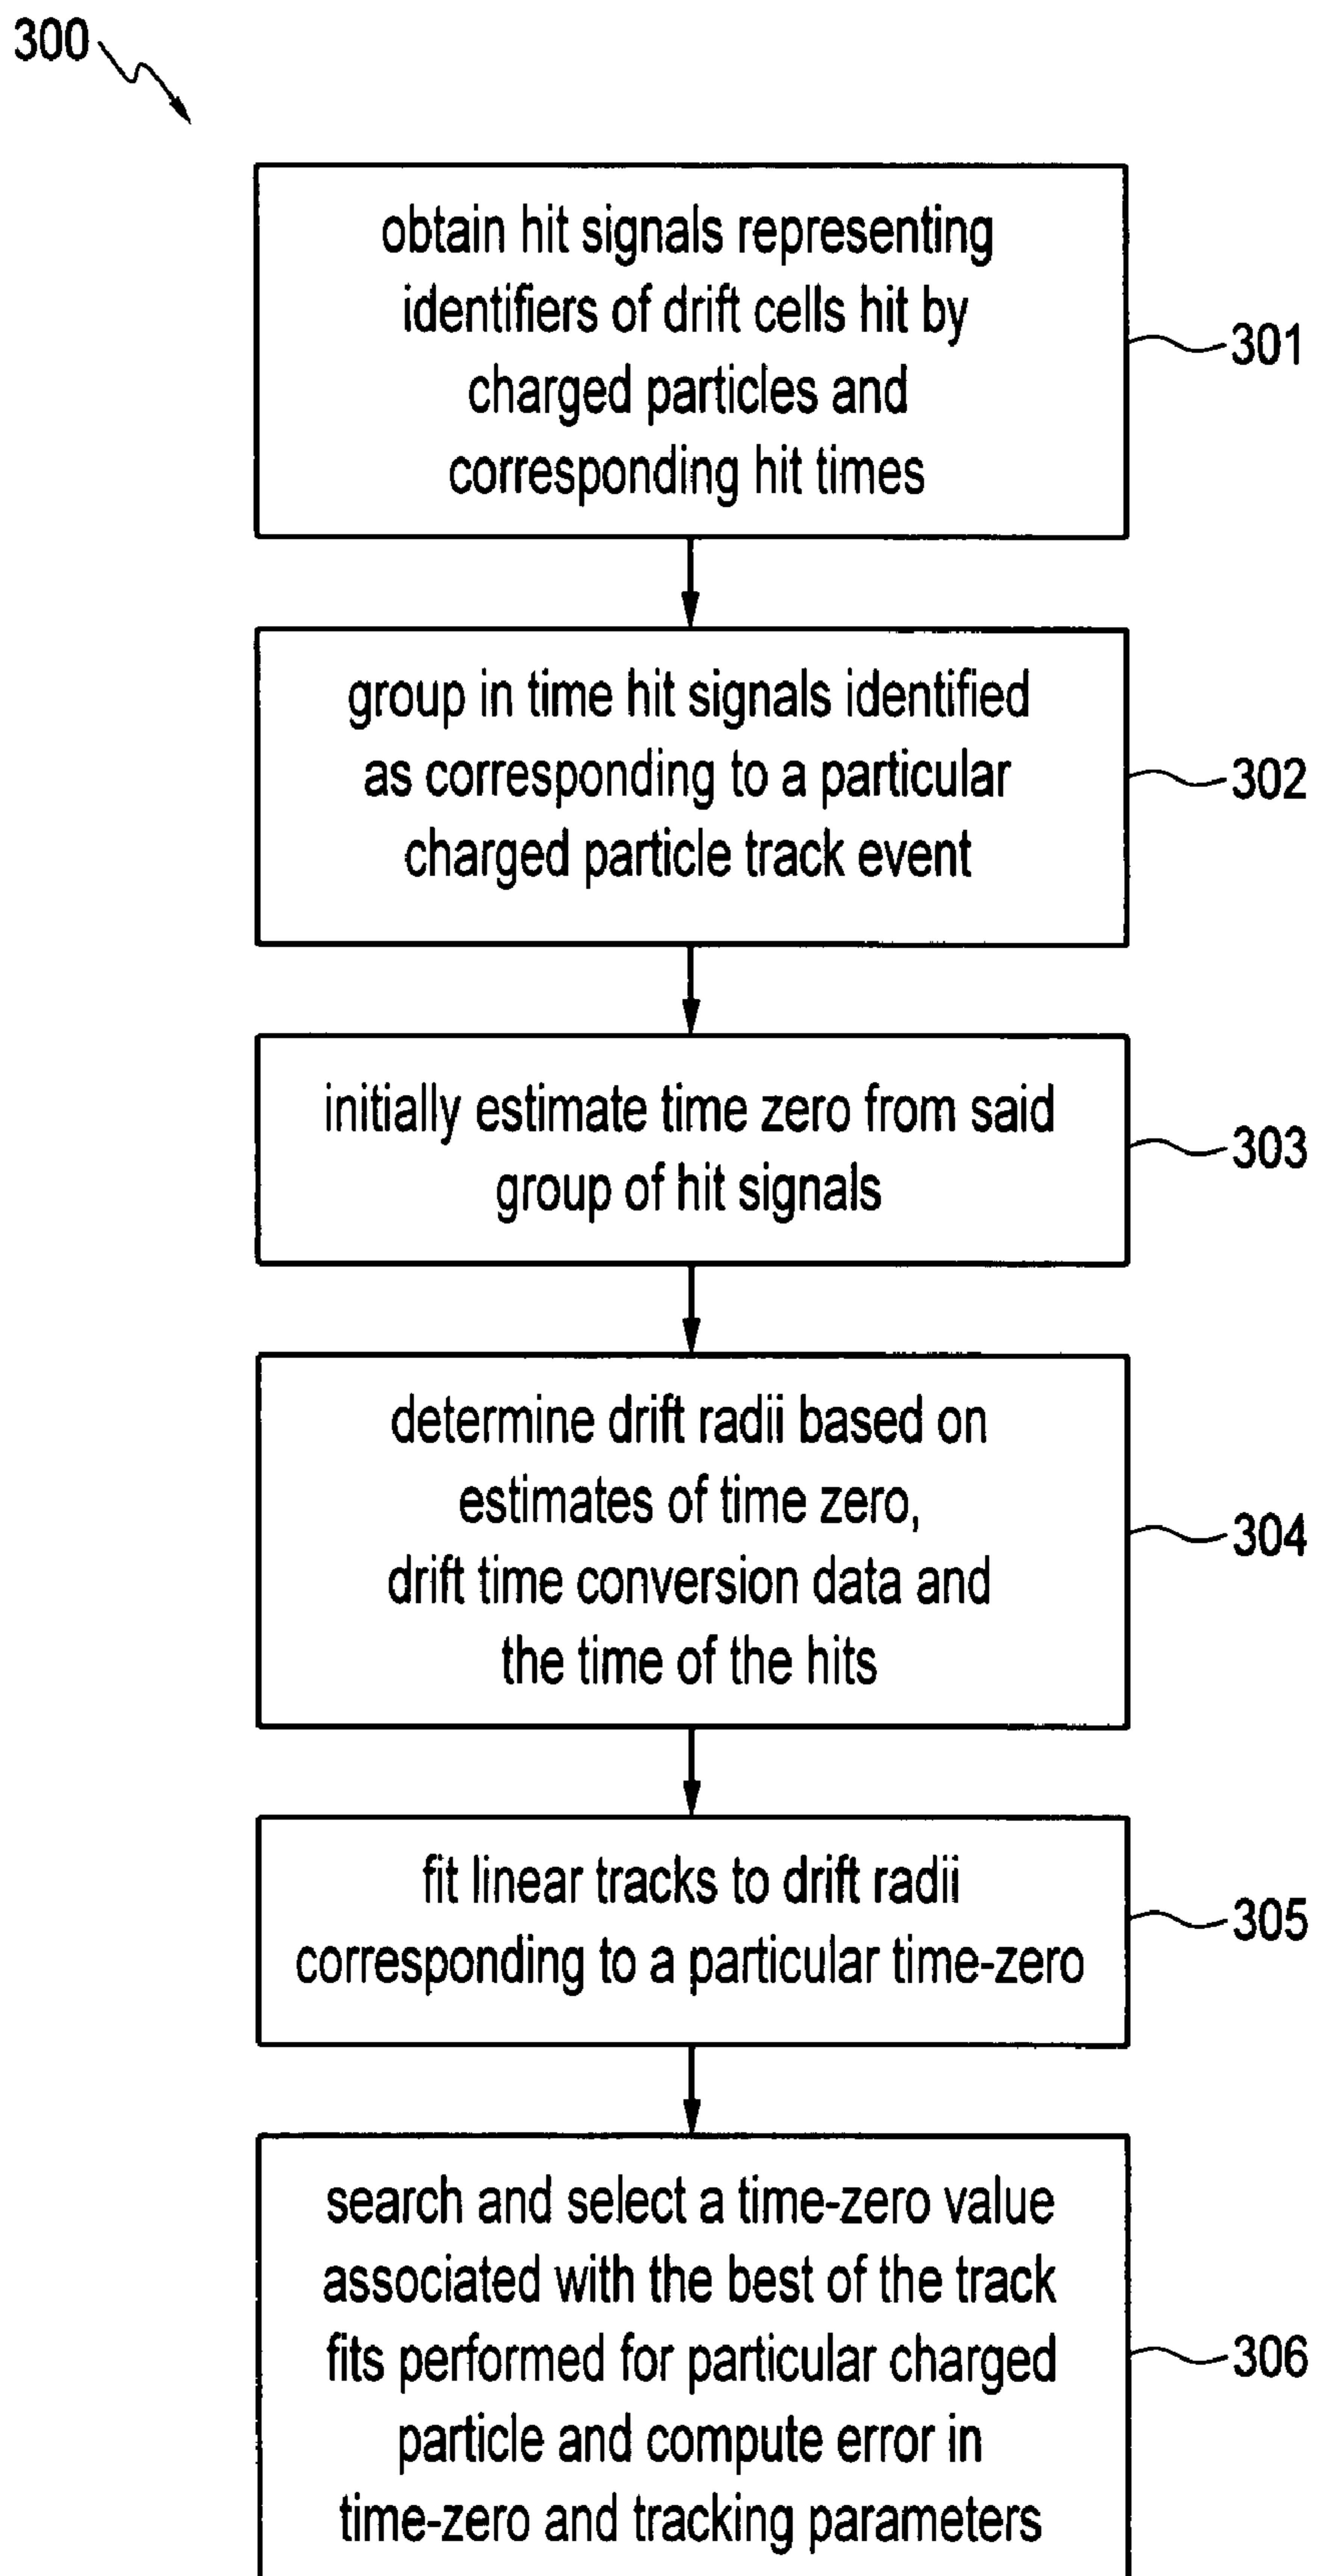 300
obtain hit signals representing
identifiers of drift cells hit by
charged particles and
corresponding hit times
301
group in time hit signals identified
as corresponding to a particular
charged particle track event
302
initially estimate time zero from said
group of hit signals
303
determine drift radii based on
estimates of time zero,
drift time conversion data and
the time of the hits
304
fit linear tracks to drift radii
corresponding to a particular time-zero
305
search and select a time-zero value
associated with the best of the track
fits performed for particular charged
particle and compute error in
time-zero and tracking parameters
306